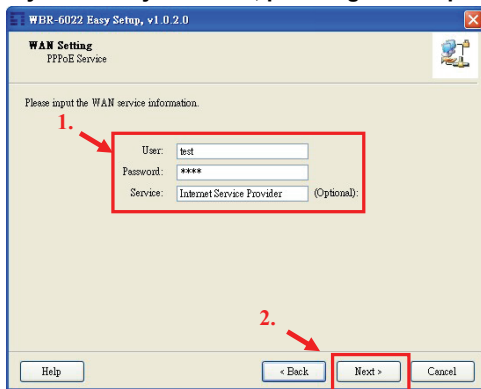 WBR-6022 Easy Setup, v1.0.2.0
WAN Setting
PPPoE Service
Please input the WAN service information.
1.
User: test
Password: ****
Service: Internet Service Provider (Optional):
2.
Help < Back Next > Cancel